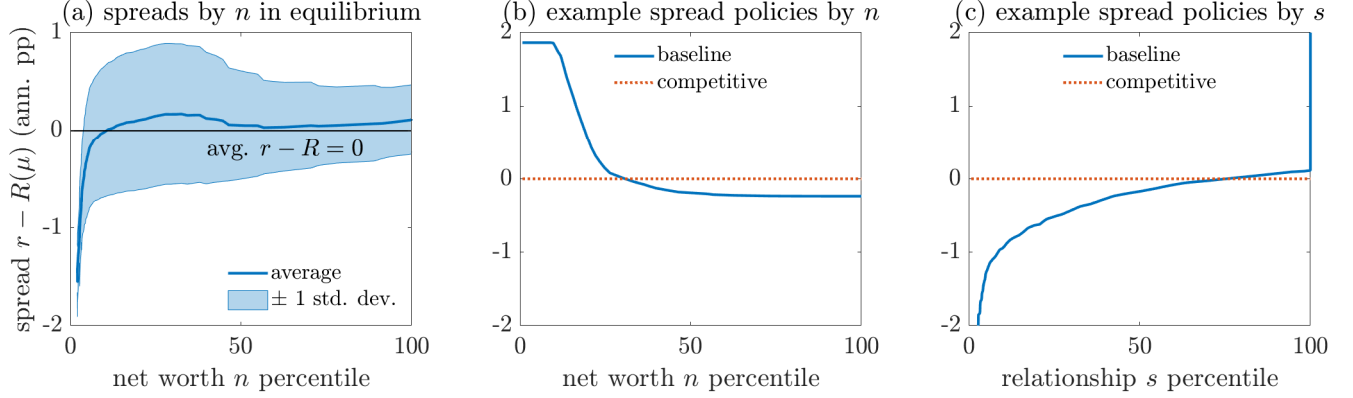 (a) spreads by n in equilibrium
spread r − R(μ) (ann. pp)
1
0
-1
-2
avg. r − R = 0
average
± 1 std. dev.
0
50
100
net worth n percentile
(b) example spread policies by n
2
1
0
-1
-2
baseline
competitive
0
50
100
net worth n percentile
(c) example spread policies by s
2
1
0
-1
-2
baseline
competitive
0
50
100
relationship s percentile